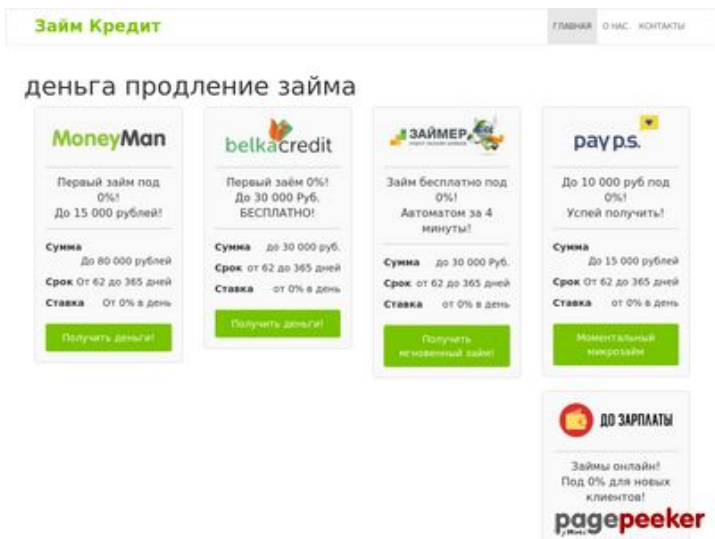 Займ Кредит
ГЛАВНАЯ О НАС КОНТАКТЫ
деньга продление займа
MoneyMan
Первый займ под
0%!
До 15 000 рублей!
Сумма
До 80 000 рублей
Срок От 62 до 365 дней
Ставка От 0% в день
Получить деньги!
belkacredit
Первый заём 0%!
До 30 000 Руб.
БЕСПЛАТНО!
Сумма до 30 000 руб.
Срок от 62 до 365 дней
Ставка от 0% в день
Получить деньги!
ЗАЙМЕР
Займ бесплатно под
0%!
Автоматом за 4
минуты!
Сумма до 30 000 Руб.
Срок от 62 до 365 дней
Ставка от 0% в день
Получить
мгновенный займ!
pay p.s.
До 10 000 руб под
0%!
Успей получить!
Сумма
До 15 000 рублей
Срок От 62 до 365 дней
Ставка от 0% в день
Моментальный
микрозайм
ДО ЗАРПЛАТЫ
Займы онлайн!
Под 0% для новых
клиентов!
pagepeeker